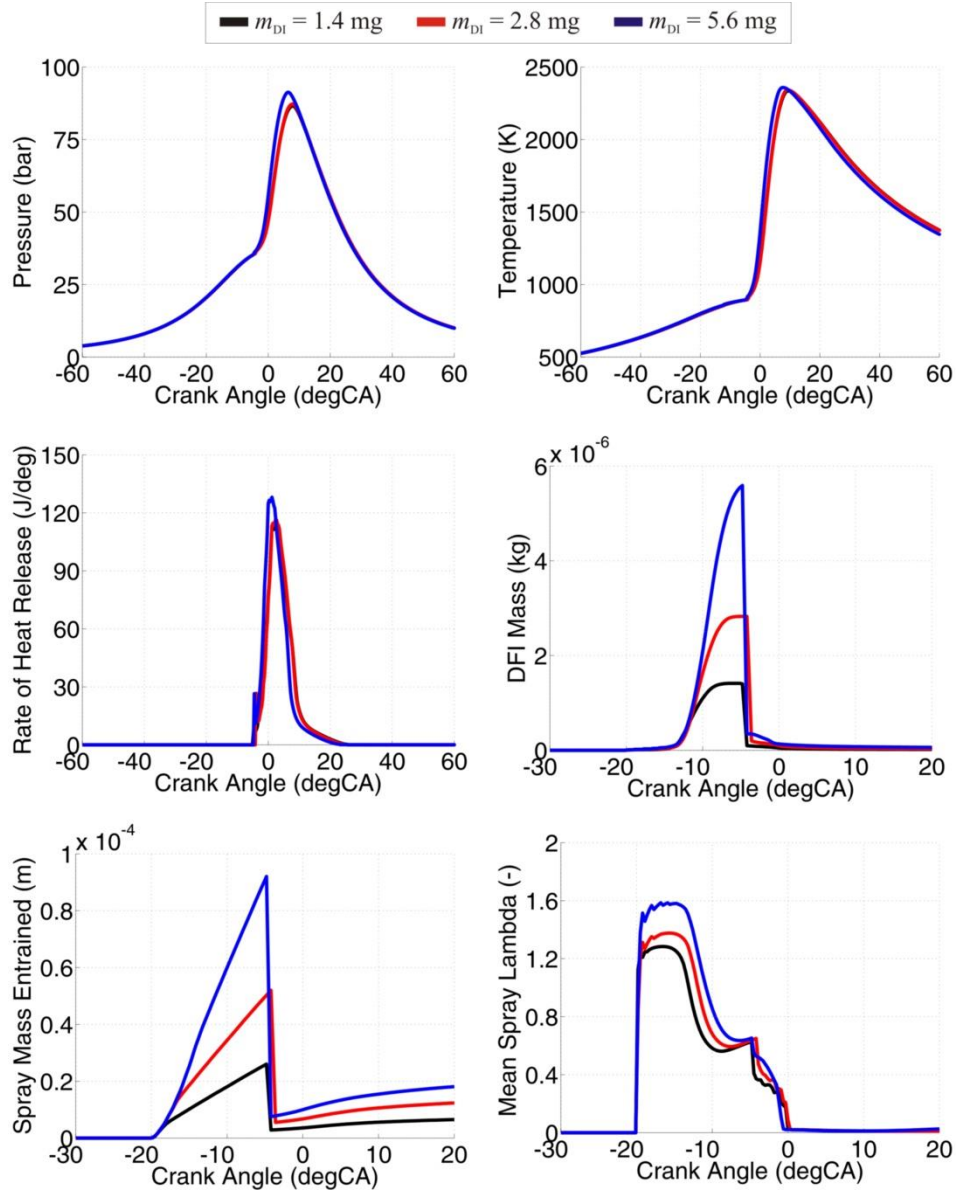 m_DI = 1.4 mg m_DI = 2.8 mg m_DI = 5.6 mg
100
75
50
25
0
-60 -40 -20 0 20 40 60
Pressure (bar)
Crank Angle (degCA)
2500
2000
1500
1000
500
-60 -40 -20 0 20 40 60
Temperature (K)
Crank Angle (degCA)
150
120
90
60
30
0
-60 -40 -20 0 20 40 60
Rate of Heat Release (J/deg)
Crank Angle (degCA)
x 10^-6
6
4
2
0
-30 -20 -10 0 10 20
DFI Mass (kg)
Crank Angle (degCA)
x 10^-4
1
0.8
0.6
0.4
0.2
0
-30 -20 -10 0 10 20
Spray Mass Entrained (m)
Crank Angle (degCA)
2
1.6
1.2
0.8
0.4
0
-30 -20 -10 0 10 20
Mean Spray Lambda (-)
Crank Angle (degCA)